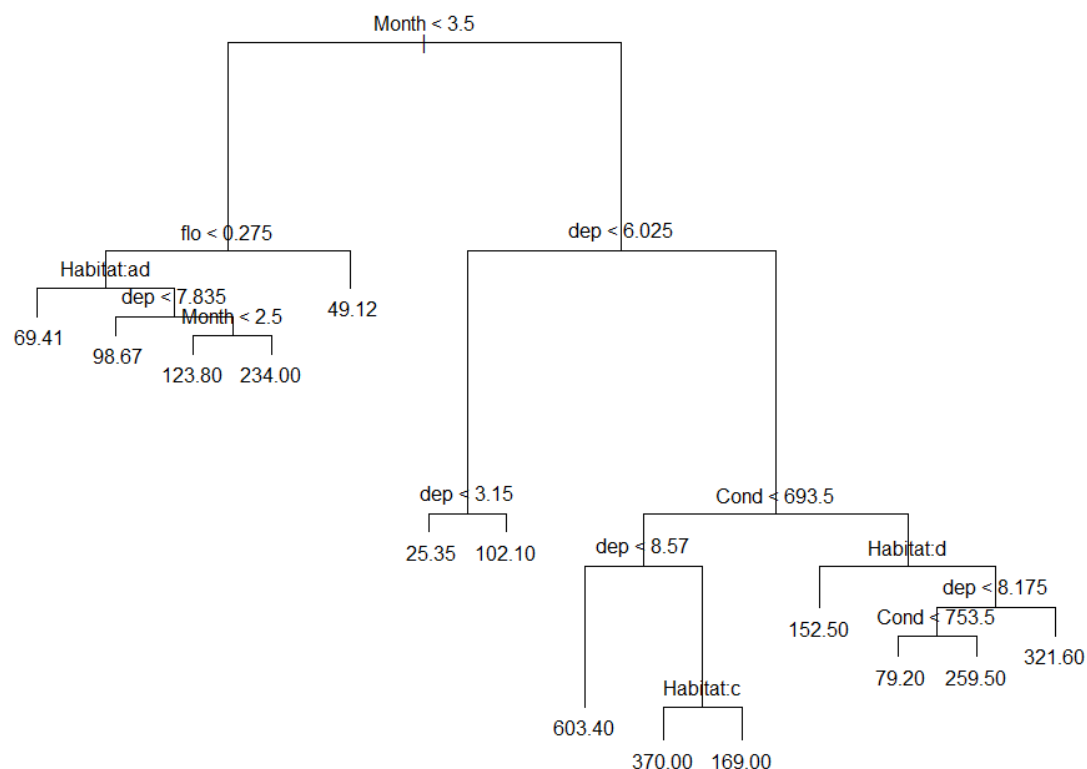 Month < 3.5
flo < 0.275
dep < 6.025
Habitat:ad
dep < 7.835
Month < 2.5
49.12
69.41
98.67
123.80
234.00
dep < 3.15
Cond < 693.5
25.35
102.10
dep < 8.57
Habitat:d
dep < 8.175
Cond < 753.5
152.50
321.60
79.20
259.50
Habitat:c
603.40
370.00
169.00